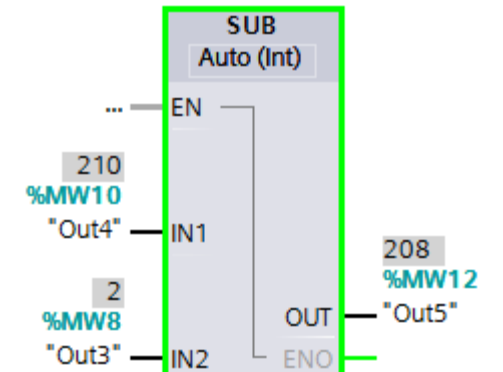 SUB
Auto (Int)
... EN
210
%MW10
"Out4" IN1
208
%MW12
2
%MW8
OUT "Out5"
"Out3" IN2 ENO